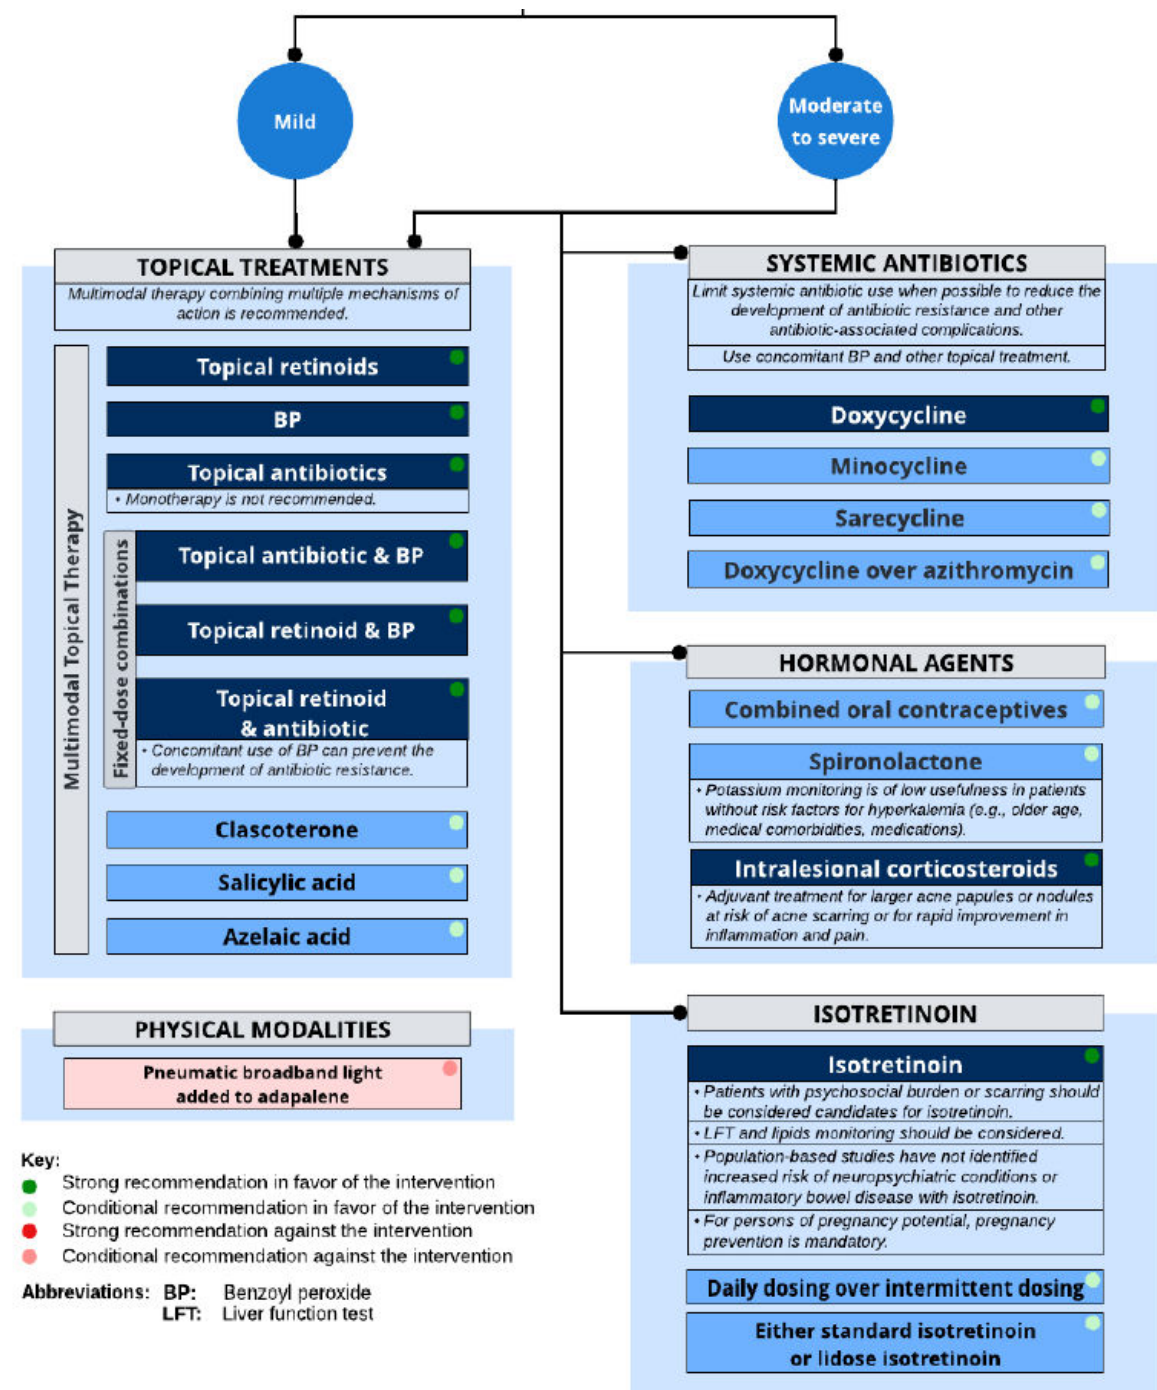 Mild
Moderate
to severe
TOPICAL TREATMENTS
Multimodal therapy combining multiple mechanisms of
action is recommended.
Multimodal Topical Therapy
Topical retinoids
BP
Topical antibiotics
• Monotherapy is not recommended.
Fixed-dose combinations
Topical antibiotic & BP
Topical retinoid & BP
Topical retinoid
& antibiotic
• Concomitant use of BP can prevent the
development of antibiotic resistance.
Clascoterone
Salicylic acid
Azelaic acid
PHYSICAL MODALITIES
Pneumatic broadband light
added to adapalene
Key:
Strong recommendation in favor of the intervention
Conditional recommendation in favor of the intervention
Strong recommendation against the intervention
Conditional recommendation against the intervention
Abbreviations: BP: Benzoyl peroxide
LFT: Liver function test
SYSTEMIC ANTIBIOTICS
Limit systemic antibiotic use when possible to reduce the
development of antibiotic resistance and other
antibiotic-associated complications.
Use concomitant BP and other topical treatment.
Doxycycline
Minocycline
Sarecycline
Doxycycline over azithromycin
HORMONAL AGENTS
Combined oral contraceptives
Spironolactone
• Potassium monitoring is of low usefulness in patients
without risk factors for hyperkalemia (e.g., older age,
medical comorbidities, medications).
Intralesional corticosteroids
• Adjuvant treatment for larger acne papules or nodules
at risk of acne scarring or for rapid improvement in
inflammation and pain.
ISOTRETINOIN
Isotretinoin
• Patients with psychosocial burden or scarring should
be considered candidates for isotretinoin.
• LFT and lipids monitoring should be considered.
• Population-based studies have not identified
increased risk of neuropsychiatric conditions or
inflammatory bowel disease with isotretinoin.
• For persons of pregnancy potential, pregnancy
prevention is mandatory.
Daily dosing over intermittent dosing
Either standard isotretinoin
or lidose isotretinoin